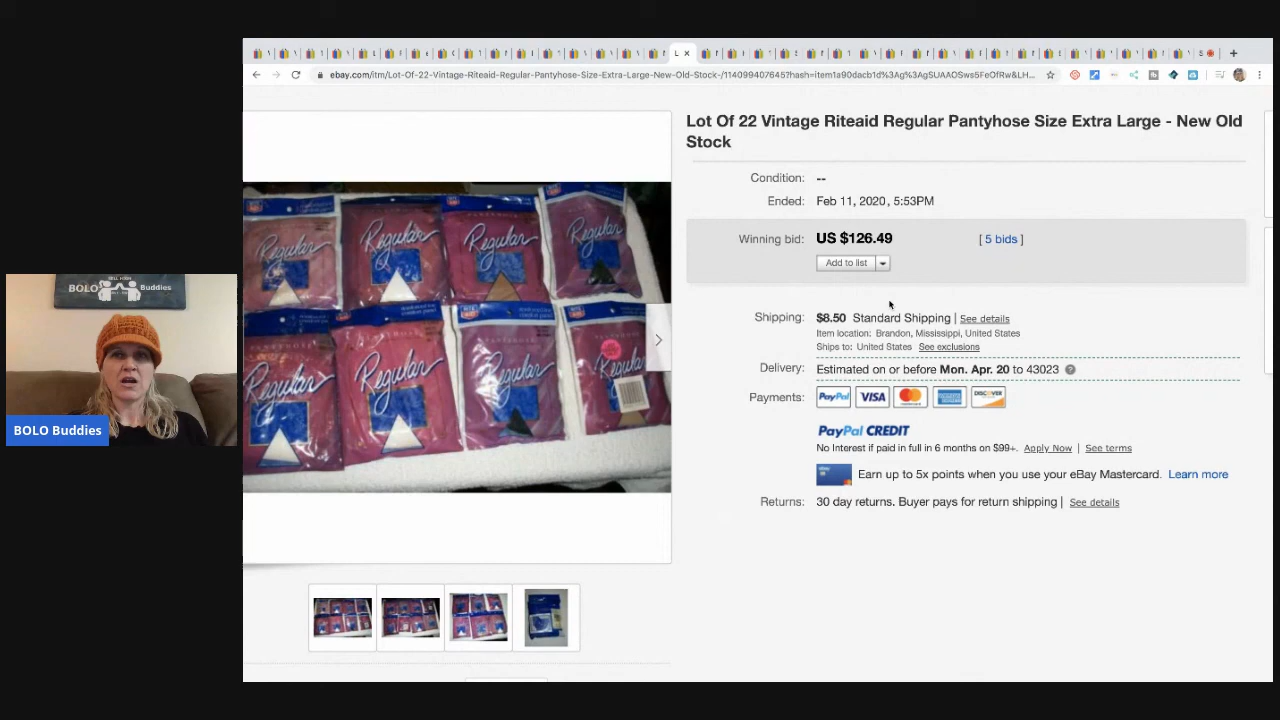 ebay.com/itm/Lot-Of-22-Vintage-Riteaid-Regular-Pantyhose-Size-Extra-Large-New-Old-Stock-/114099407645?hash=item1a90dacb1d%3Ag%3AgSUAAOSws5FeOfRw&LH...
Lot Of 22 Vintage Riteaid Regular Pantyhose Size Extra Large - New Old
Stock
Condition: --
Ended: Feb 11, 2020, 5:53PM
Winning bid: US $126.49 [ 5 bids ]
Add to list
Shipping: $8.50 Standard Shipping | See details
Item location: Brandon, Mississippi, United States
Ships to: United States See exclusions
Delivery: Estimated on or before Mon. Apr. 20 to 43023
Payments: PayPal VISA MasterCard DISCOVER
PayPal CREDIT
No Interest if paid in full in 6 months on $99+. Apply Now | See terms
Earn up to 5x points when you use your eBay Mastercard. Learn more
Returns: 30 day returns. Buyer pays for return shipping | See details
Regular Regular Regular Regular
Regular Regular Regular Regular
SELL HIGH
BOLO Buddies
BOLO Buddies